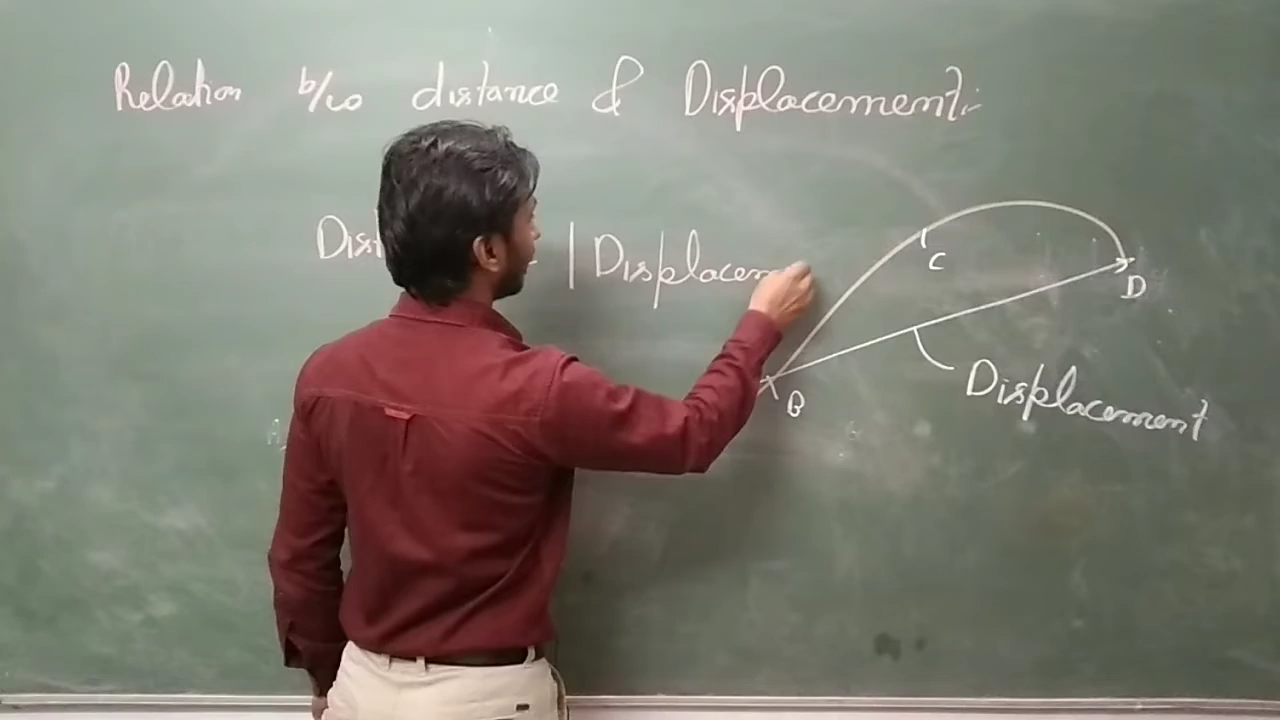 Relation b/w distance & Displacement:-
Dist | Displacem
C
D
B
Displacement